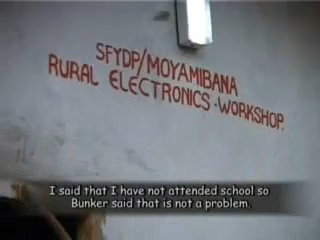 SFYDP/MOYAMIBANA
RURAL ELECTRONICS · WORKSHOP.
I said that I have not attended school so
Bunker said that is not a problem.